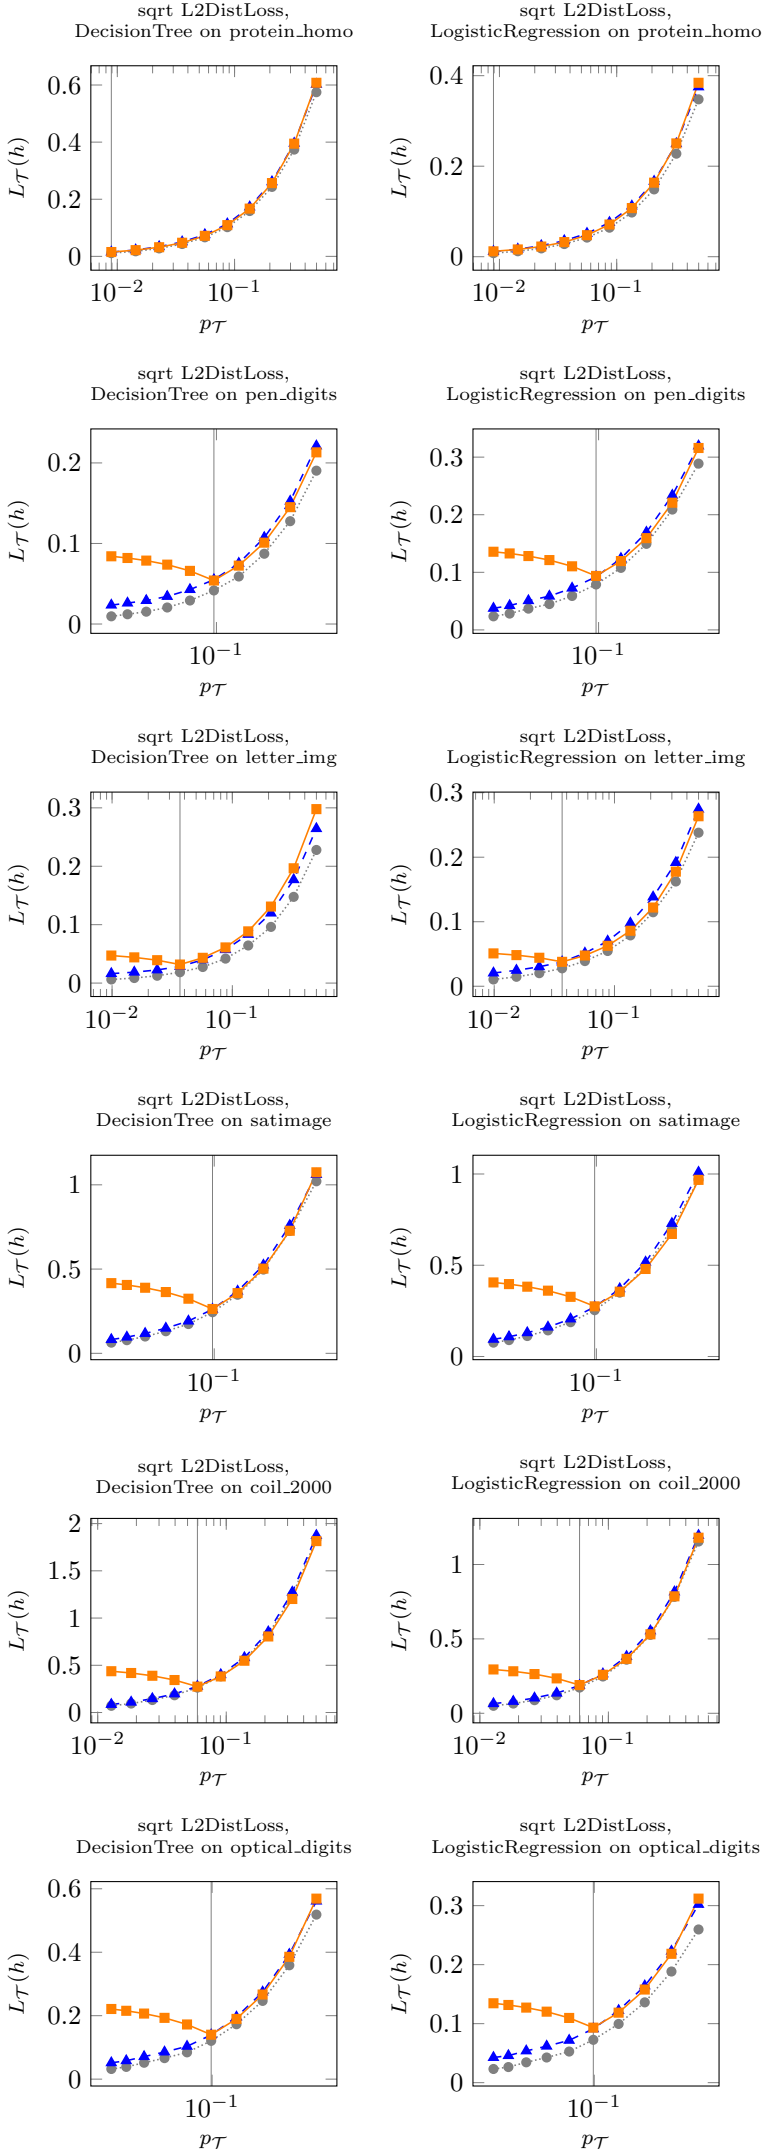 sqrt L2DistLoss,
DecisionTree on protein_homo
0.6
0.4
0.2
0
L_𝒯(h)
10⁻² 10⁻¹
p_𝒯
sqrt L2DistLoss,
LogisticRegression on protein_homo
0.4
0.2
0
L_𝒯(h)
10⁻² 10⁻¹
p_𝒯
sqrt L2DistLoss,
DecisionTree on pen_digits
0.2
0.1
0
L_𝒯(h)
10⁻¹
p_𝒯
sqrt L2DistLoss,
LogisticRegression on pen_digits
0.3
0.2
0.1
0
L_𝒯(h)
10⁻¹
p_𝒯
sqrt L2DistLoss,
DecisionTree on letter_img
0.3
0.2
0.1
0
L_𝒯(h)
10⁻² 10⁻¹
p_𝒯
sqrt L2DistLoss,
LogisticRegression on letter_img
0.3
0.2
0.1
0
L_𝒯(h)
10⁻² 10⁻¹
p_𝒯
sqrt L2DistLoss,
DecisionTree on satimage
1
0.5
0
L_𝒯(h)
10⁻¹
p_𝒯
sqrt L2DistLoss,
LogisticRegression on satimage
1
0.5
0
L_𝒯(h)
10⁻¹
p_𝒯
sqrt L2DistLoss,
DecisionTree on coil_2000
2
1.5
1
0.5
0
L_𝒯(h)
10⁻² 10⁻¹
p_𝒯
sqrt L2DistLoss,
LogisticRegression on coil_2000
1
0.5
0
L_𝒯(h)
10⁻² 10⁻¹
p_𝒯
sqrt L2DistLoss,
DecisionTree on optical_digits
0.6
0.4
0.2
0
L_𝒯(h)
10⁻¹
p_𝒯
sqrt L2DistLoss,
LogisticRegression on optical_digits
0.3
0.2
0.1
0
L_𝒯(h)
10⁻¹
p_𝒯